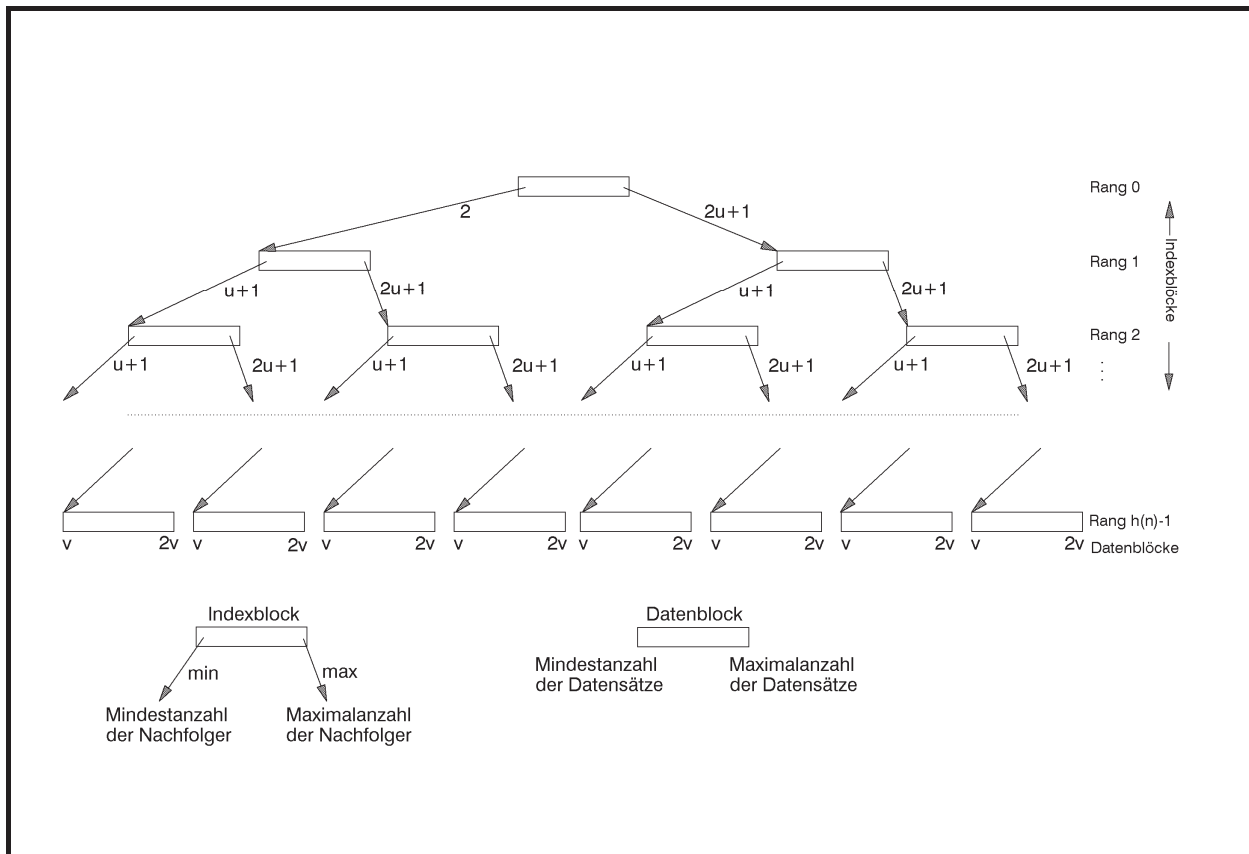 Rang 0
2
2u+1
Rang 1
Indexblöcke
u+1
2u+1
u+1
2u+1
Rang 2
u+1
2u+1
u+1
2u+1
u+1
2u+1
u+1
2u+1
Rang h(n)-1
v 2v v 2v v 2v v 2v v 2v v 2v v 2v v 2v
Datenblöcke
Indexblock
min
max
Mindestanzahl
der Nachfolger
Maximalanzahl
der Nachfolger
Datenblock
Mindestanzahl
der Datensätze
Maximalanzahl
der Datensätze